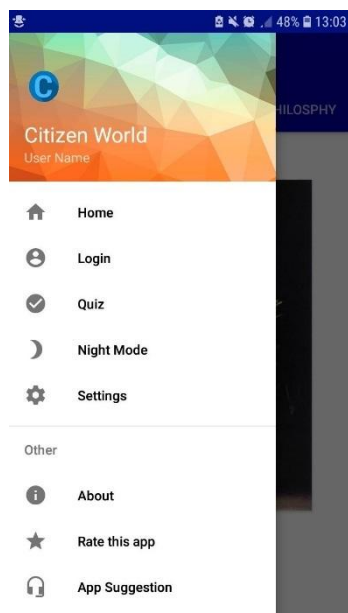 48% 13:03
C
HILOSPHY
Citizen World
User Name
Home
Login
Quiz
Night Mode
Settings
Other
About
Rate this app
App Suggestion